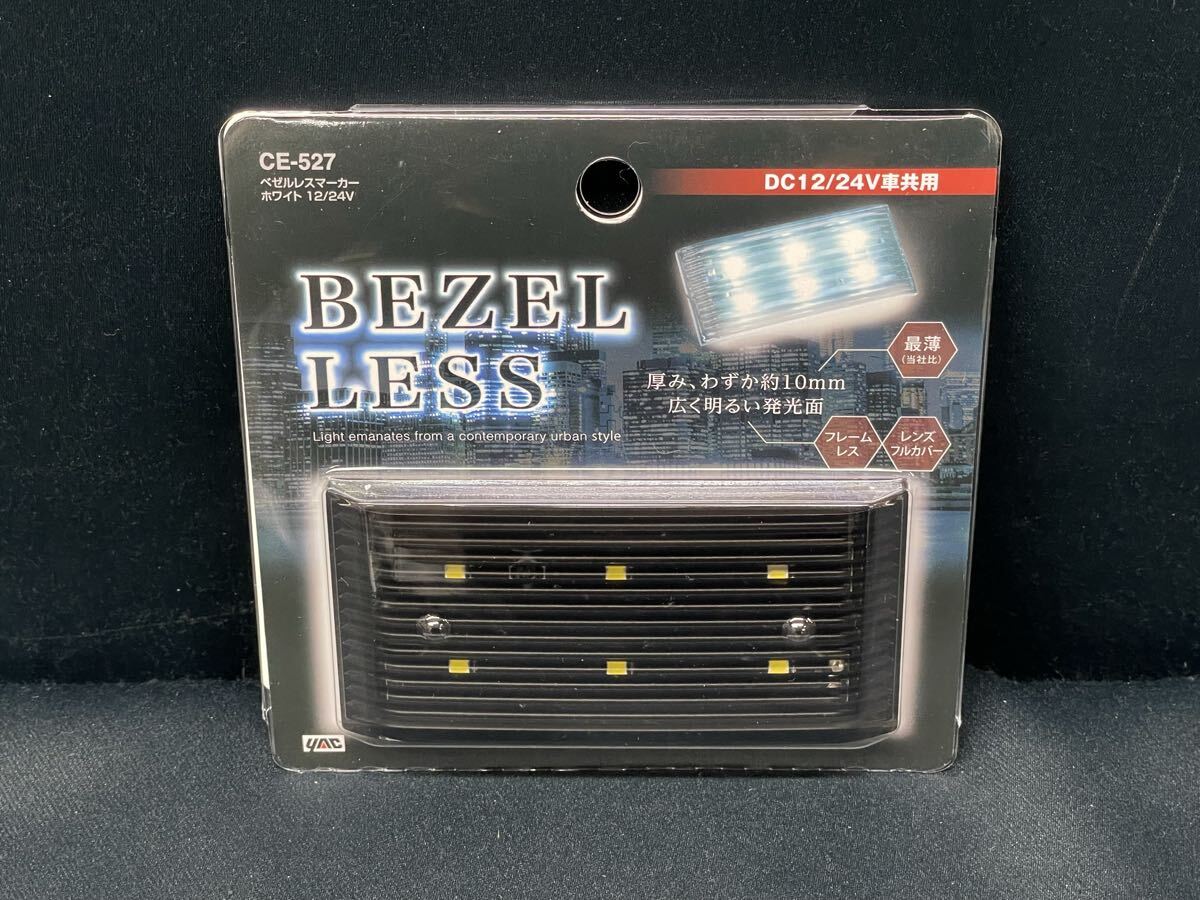 CE-527
ベゼルレスマーカー
ホワイト 12/24V
DC12/24V車共用
BEZEL
LESS
Light emanates from a contemporary urban style
最薄
(当社比)
厚み、わずか約10mm
広く明るい発光面
フレーム
レス
レンズ
フルカバー
YAC